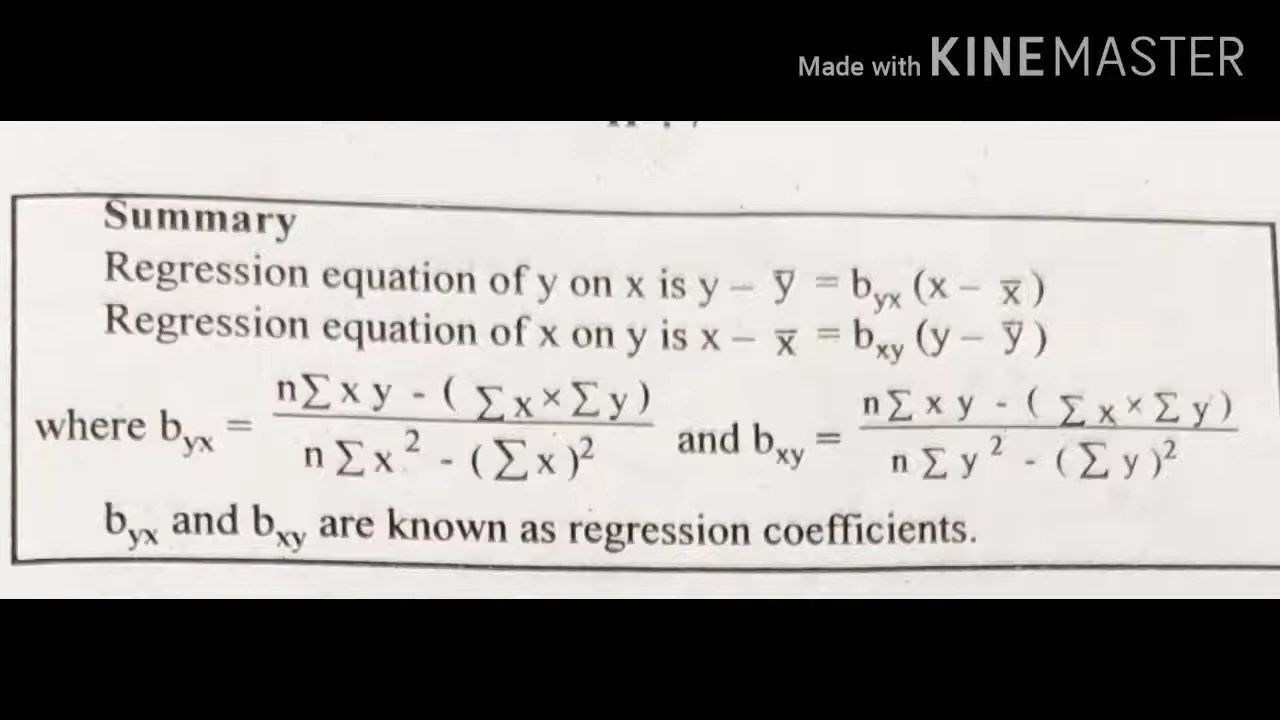 Made with KINEMASTER
Summary
Regression equation of y on x is y – y̅ = b_yx (x – x̅)
Regression equation of x on y is x – x̅ = b_xy (y – y̅)
where b_yx = (nΣxy - (Σx×Σy)) / (nΣx² - (Σx)²) and b_xy = (nΣxy - (Σx×Σy)) / (nΣy² - (Σy)²)
b_yx and b_xy are known as regression coefficients.